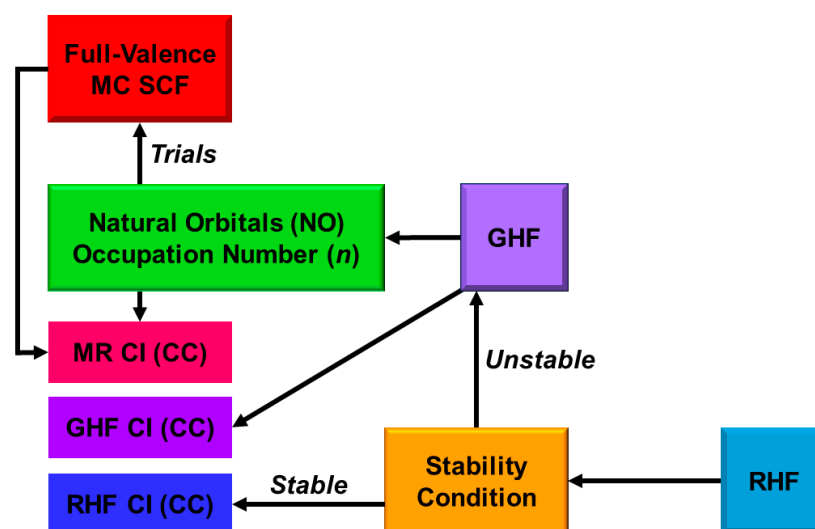 Full-Valence
MC SCF
Trials
Natural Orbitals (NO)
Occupation Number (n)
GHF
MR CI (CC)
Unstable
GHF CI (CC)
Stability
Condition
RHF
Stable
RHF CI (CC)